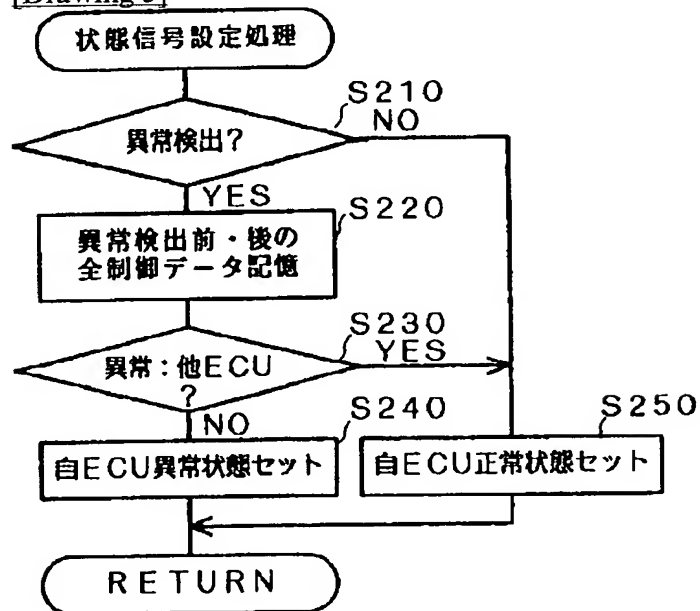 状態信号設定処理
S210
異常検出?
NO
YES
S220
異常検出前・後の
全制御データ記憶
S230
異常:他ECU
?
YES
NO
S240
S250
自ECU異常状態セット
自ECU正常状態セット
RETURN